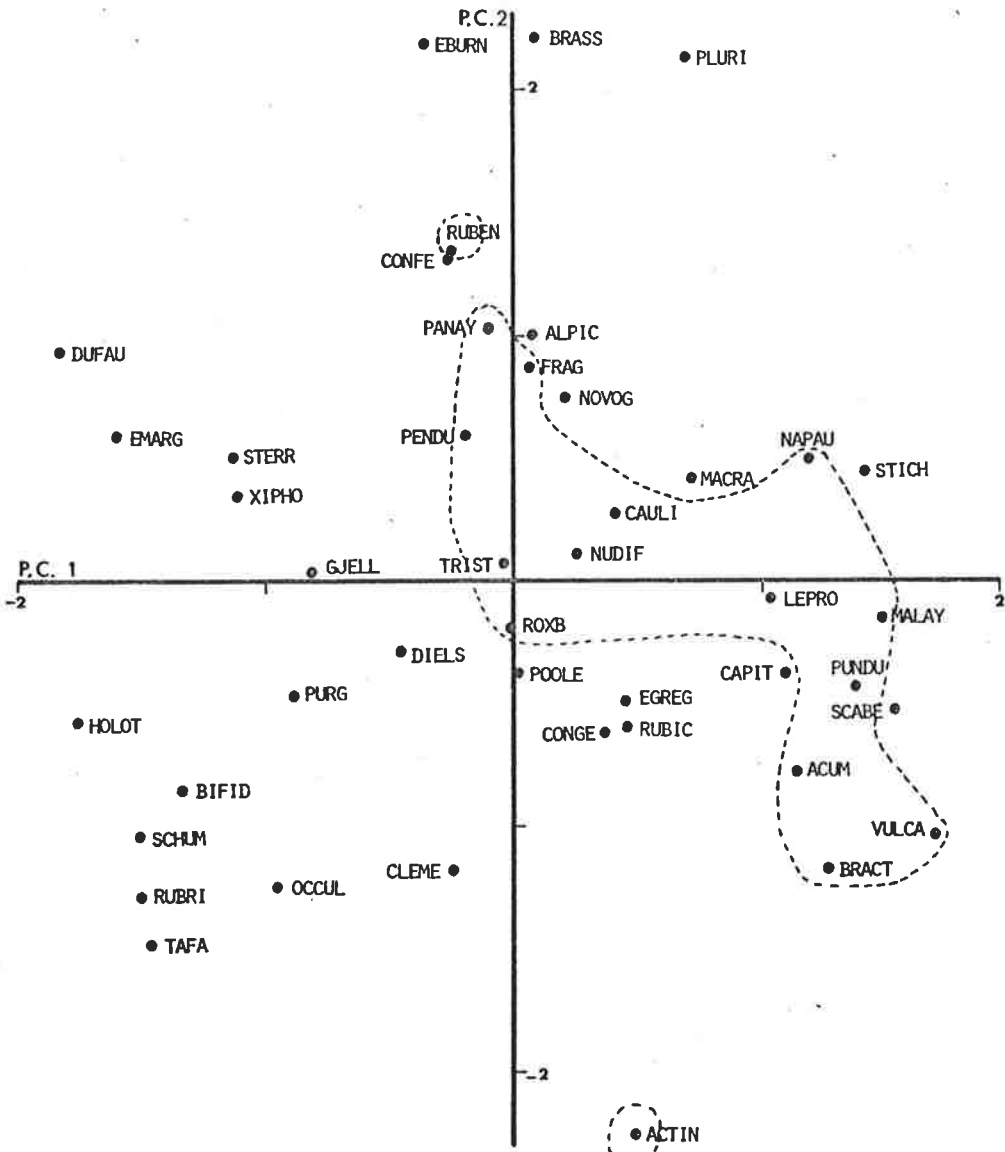 P.C.2
EBURN
BRASS
PLURI
-2
RUBEN
CONFE
PANAY
ALPIC
DUFAU
FRAG
NOVOG
EMARG
PENDU
NAPAU
STERR
STICH
MACRA
XIPHO
CAULI
NUDIF
P.C. 1
GJELL
TRIST
-2
LEPRO
2
MALAY
ROXB
DIELS
POOLE
CAPIT
PUNDU
PURG
EGREG
SCABE
HOLOT
CONGE
RUBIC
ACUM
BIFID
VULCA
SCHUM
CLEME
BRACT
OCCUL
RUBRI
TAFA
-2
ACTIN